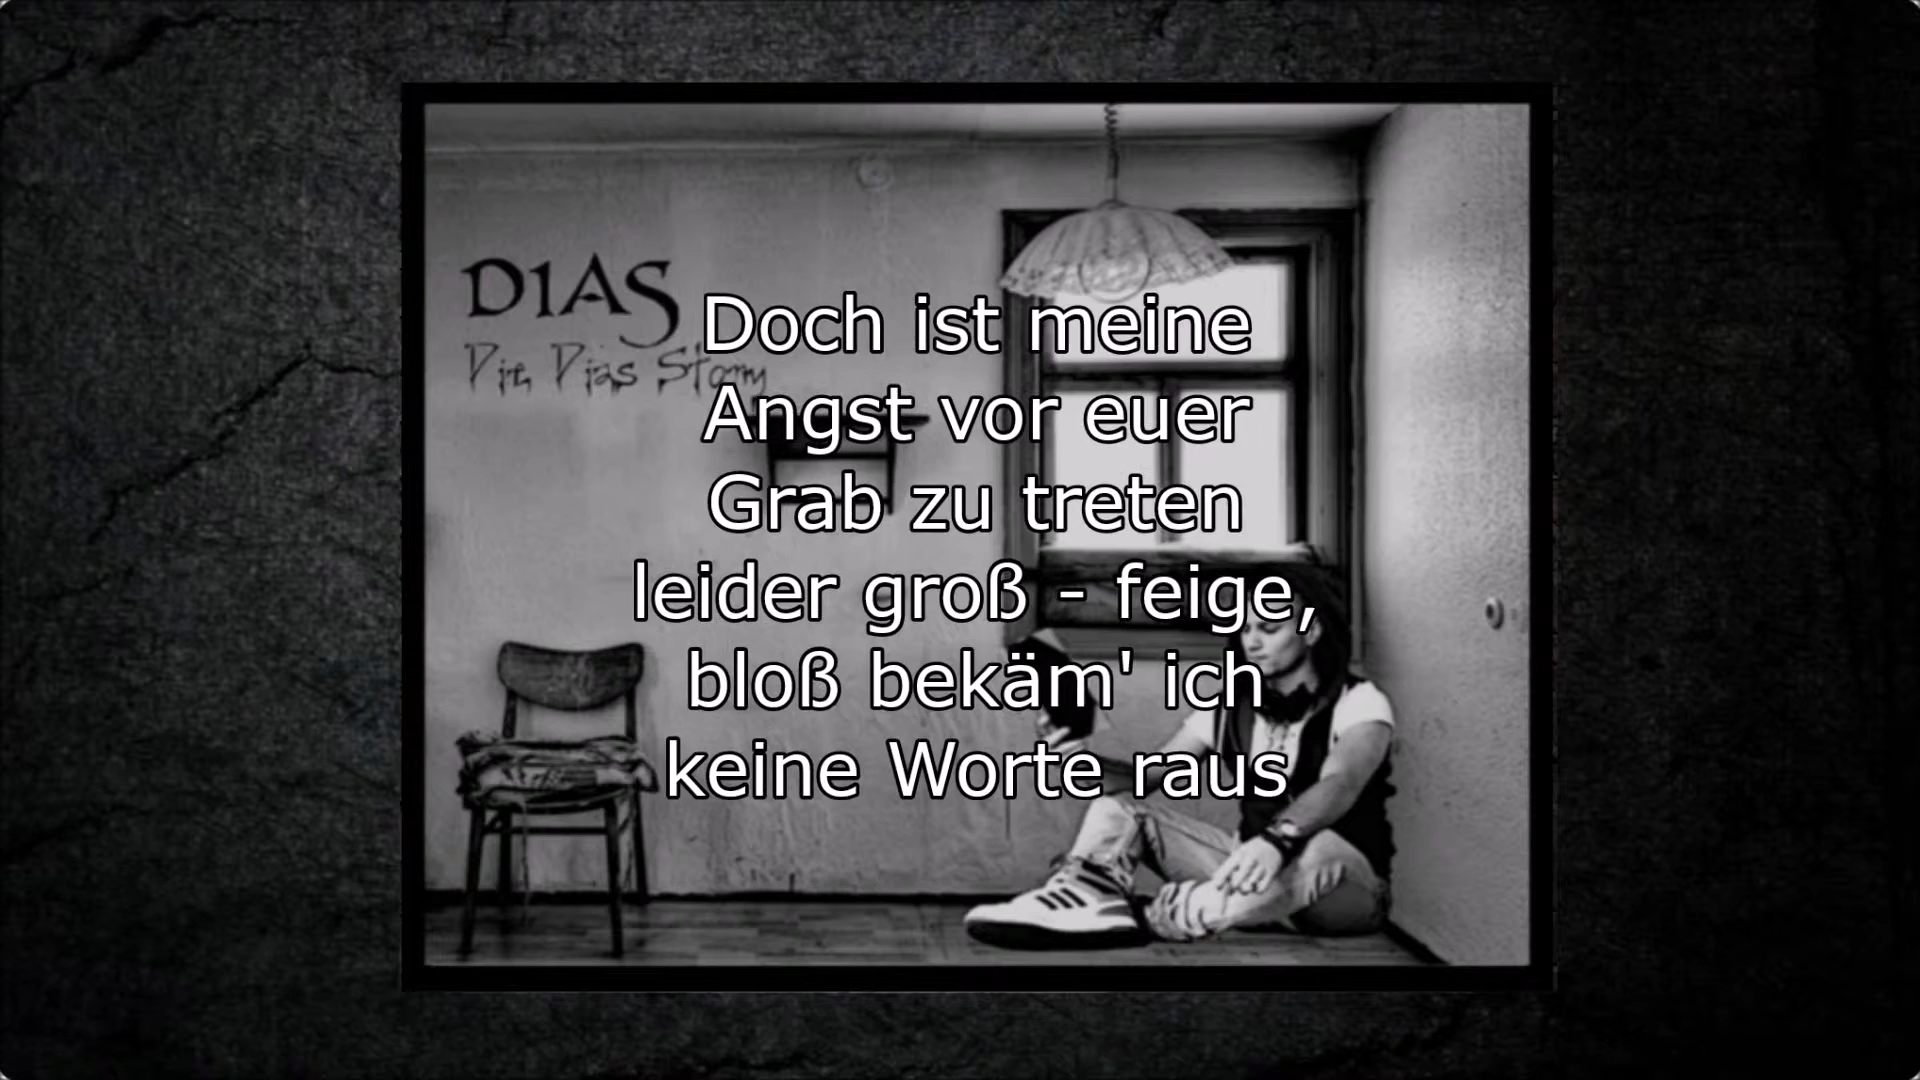 DIAS
Die Dias Story
Doch ist meine
Angst vor euer
Grab zu treten
leider groß - feige,
bloß bekäm' ich
keine Worte raus